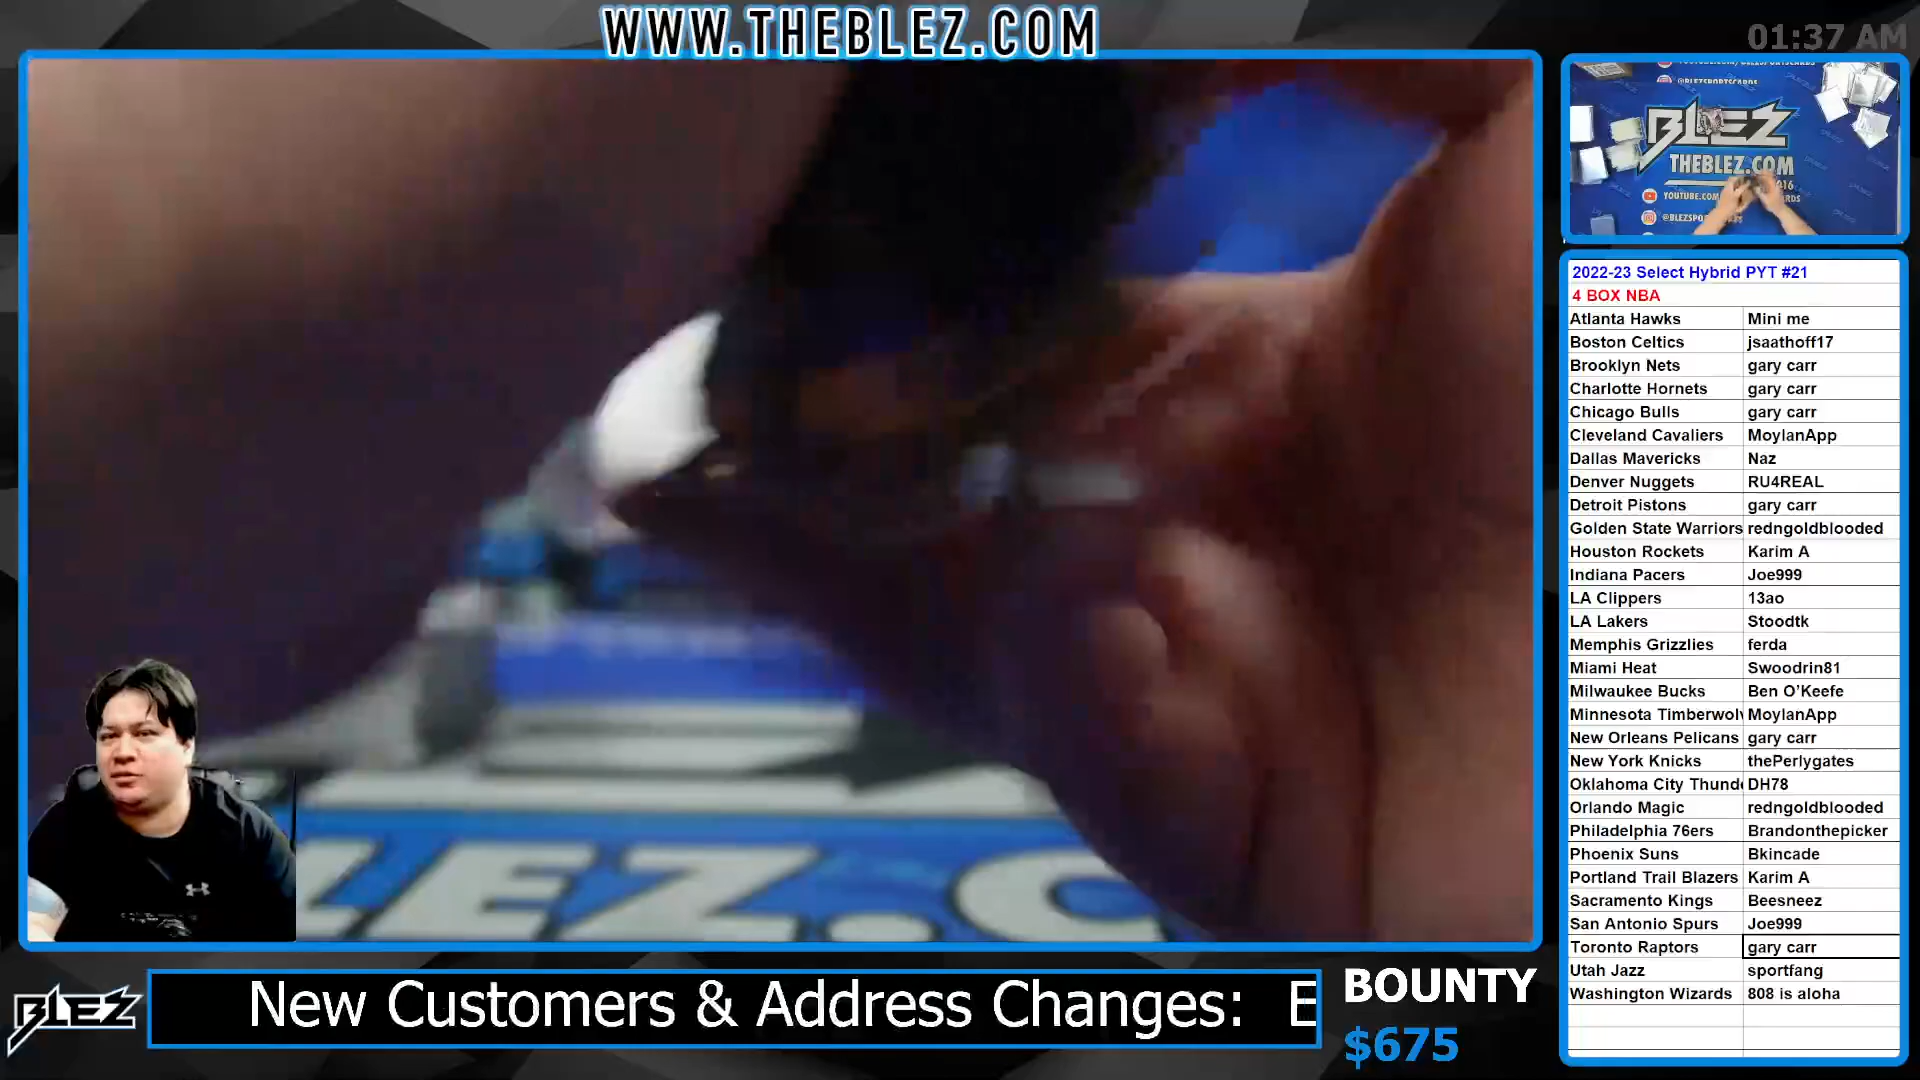 WWW.THEBLEZ.COM
01:37 AM
BLEZ
THEBLEZ.COM
@BLEZSPORTSCARDS
YOUTUBE.COM
LEZ.C
2022-23 Select Hybrid PYT #21
4 BOX NBA
Atlanta Hawks Mini me
Boston Celtics jsaathoff17
Brooklyn Nets gary carr
Charlotte Hornets gary carr
Chicago Bulls gary carr
Cleveland Cavaliers MoylanApp
Dallas Mavericks Naz
Denver Nuggets RU4REAL
Detroit Pistons gary carr
Golden State Warriors redngoldblooded
Houston Rockets Karim A
Indiana Pacers Joe999
LA Clippers 13ao
LA Lakers Stoodtk
Memphis Grizzlies ferda
Miami Heat Swoodrin81
Milwaukee Bucks Ben O'Keefe
Minnesota Timberwolv MoylanApp
New Orleans Pelicans gary carr
New York Knicks thePerlygates
Oklahoma City Thund DH78
Orlando Magic redngoldblooded
Philadelphia 76ers Brandonthepicker
Phoenix Suns Bkincade
Portland Trail Blazers Karim A
Sacramento Kings Beesneez
San Antonio Spurs Joe999
Toronto Raptors gary carr
Utah Jazz sportfang
Washington Wizards 808 is aloha
BLEZ
New Customers & Address Changes: E
BOUNTY
$675